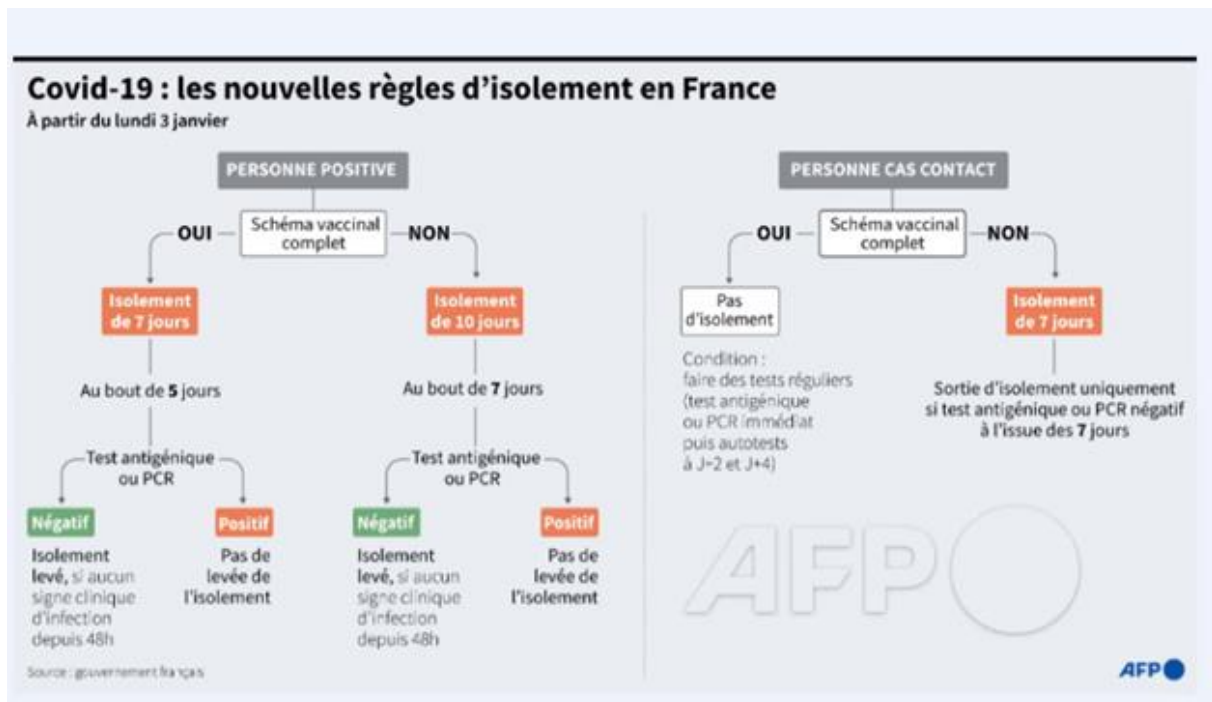 Covid-19 : les nouvelles règles d'isolement en France
À partir du lundi 3 janvier
PERSONNE POSITIVE
OUI
Schéma vaccinal
complet
NON
Isolement
de 7 jours
Au bout de 5 jours
Test antigénique
ou PCR
Négatif
Isolement
levé, si aucun
signe clinique
d'infection
depuis 48h
Positif
Pas de
levée de
l'isolement
Isolement
de 10 jours
Au bout de 7 jours
Test antigénique
ou PCR
Négatif
Isolement
levé, si aucun
signe clinique
d'infection
depuis 48h
Positif
Pas de
levée de
l'isolement
PERSONNE CAS CONTACT
OUI
Schéma vaccinal
complet
NON
Pas
d'isolement
Condition :
faire des tests réguliers
(test antigénique
ou PCR immédiat
puis autotests
à J+2 et J+4)
Isolement
de 7 jours
Sortie d'isolement uniquement
si test antigénique ou PCR négatif
à l'issue des 7 jours
AFP
Source : gouvernement français
AFP